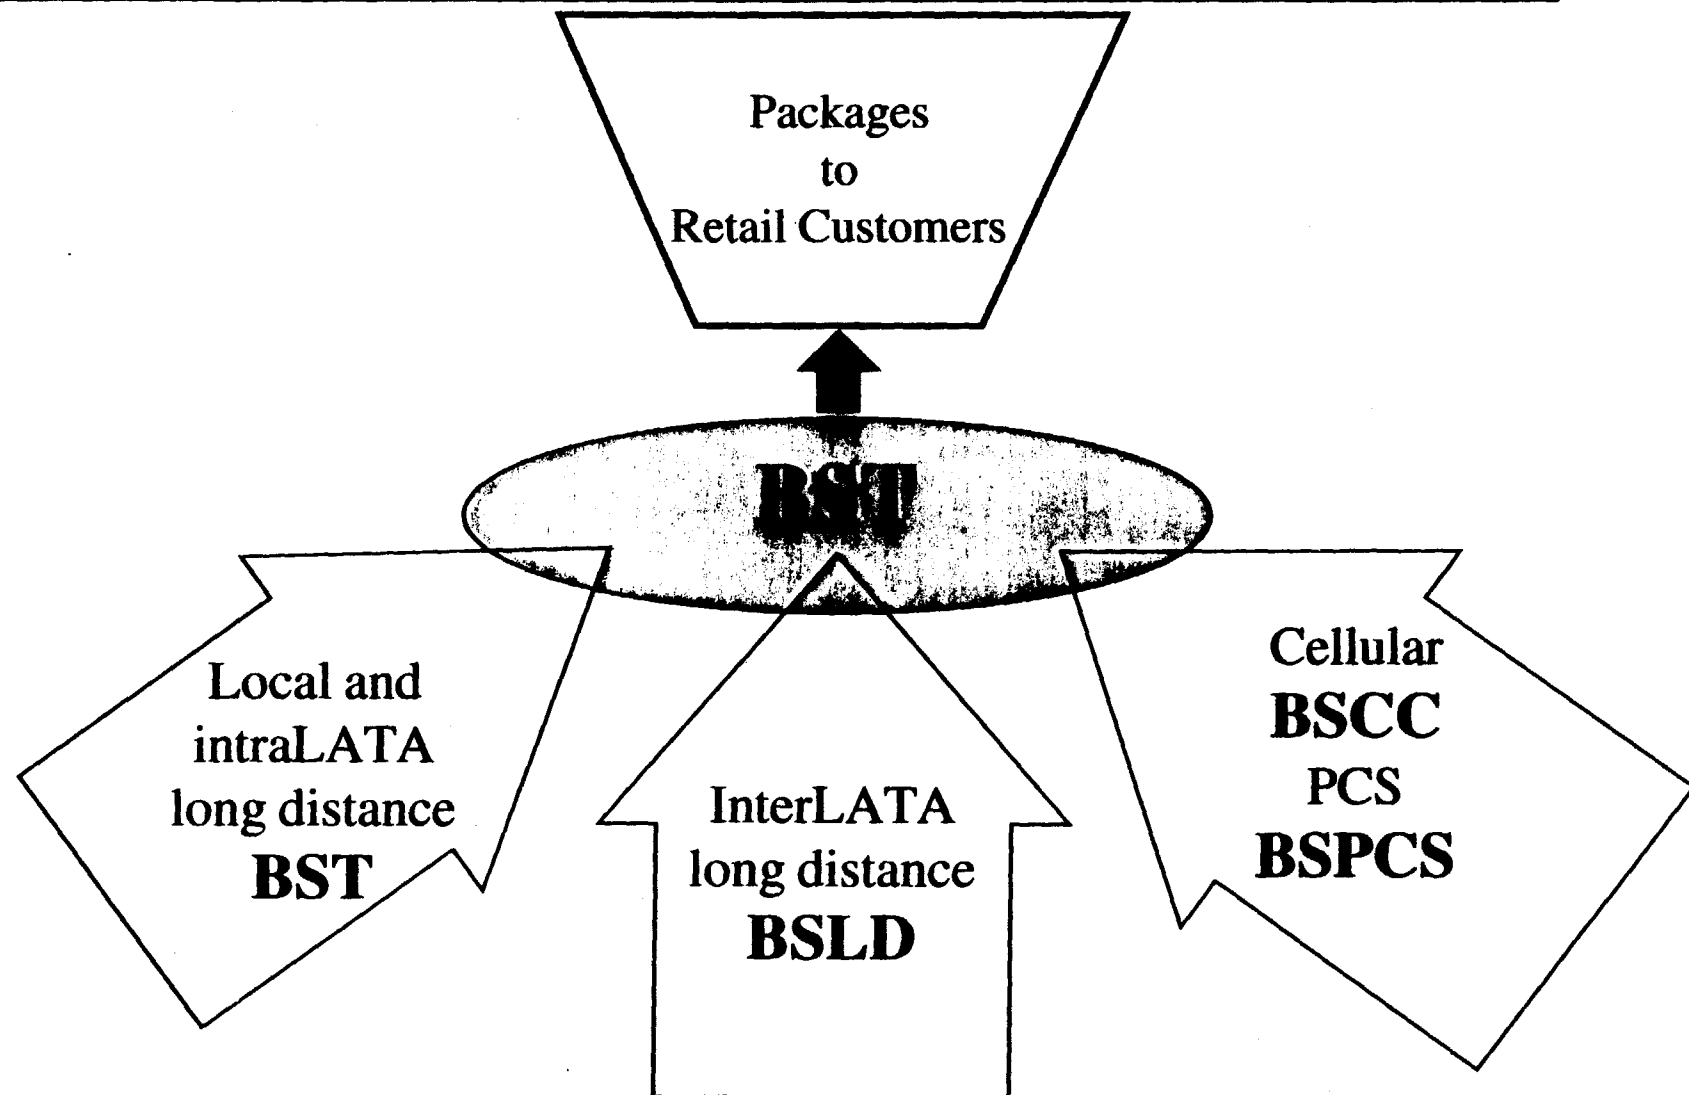 Packages
to
Retail Customers
BST
Local and
intraLATA
long distance
BST
InterLATA
long distance
BSLD
Cellular
BSCC
PCS
BSPCS